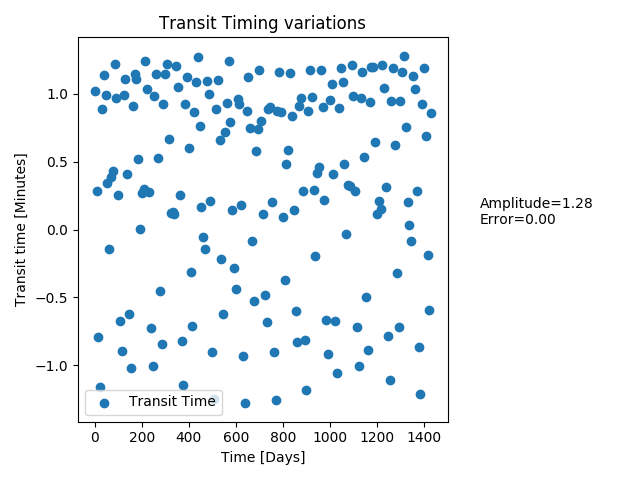 Transit Timing variations
Transit time [Minutes]
1.0
0.5
0.0
−0.5
−1.0
Transit Time
0 200 400 600 800 1000 1200 1400
Time [Days]
Amplitude=1.28
Error=0.00